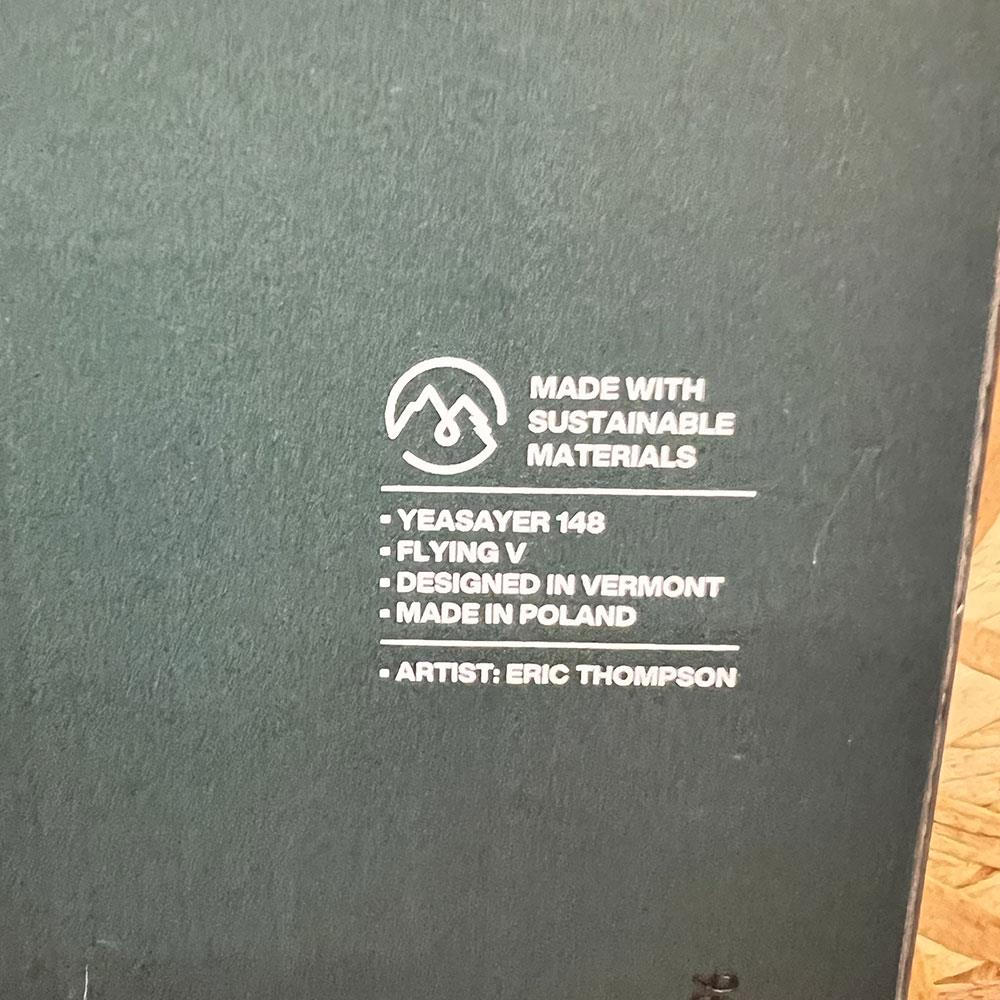 MADE WITH
SUSTAINABLE
MATERIALS
▪ YEASAYER 148
▪ FLYING V
▪ DESIGNED IN VERMONT
▪ MADE IN POLAND
▪ ARTIST: ERIC THOMPSON